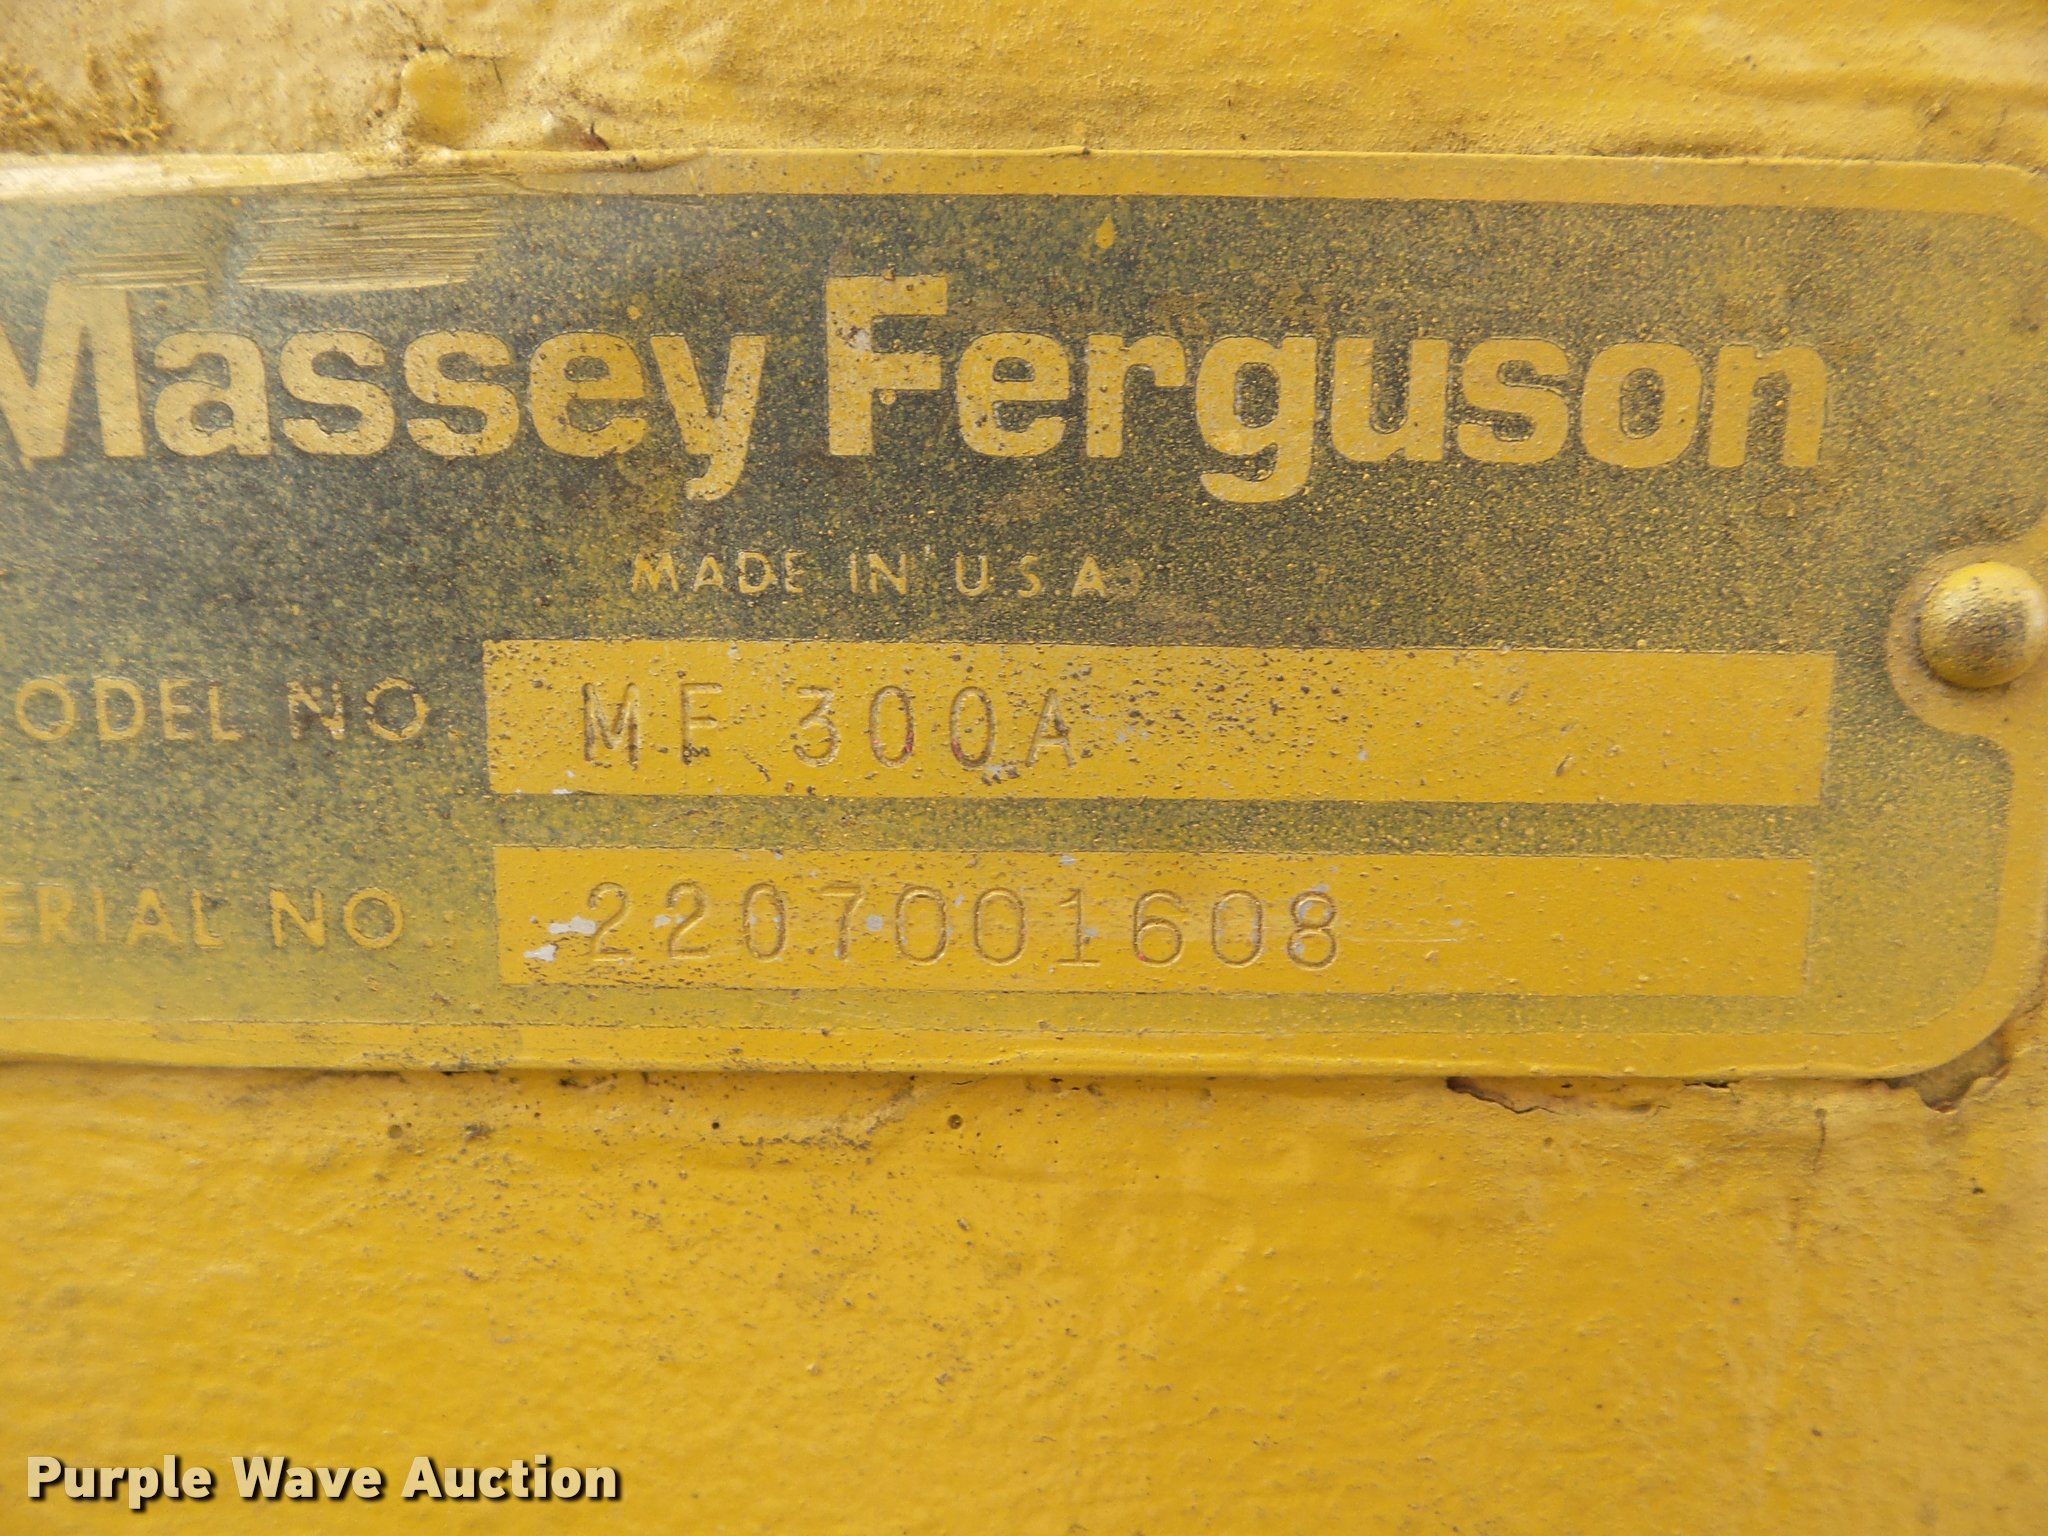 Massey Ferguson
MADE IN U.S.A.
ODEL NO. MF 300A
ERIAL NO. 2207001608
Purple Wave Auction